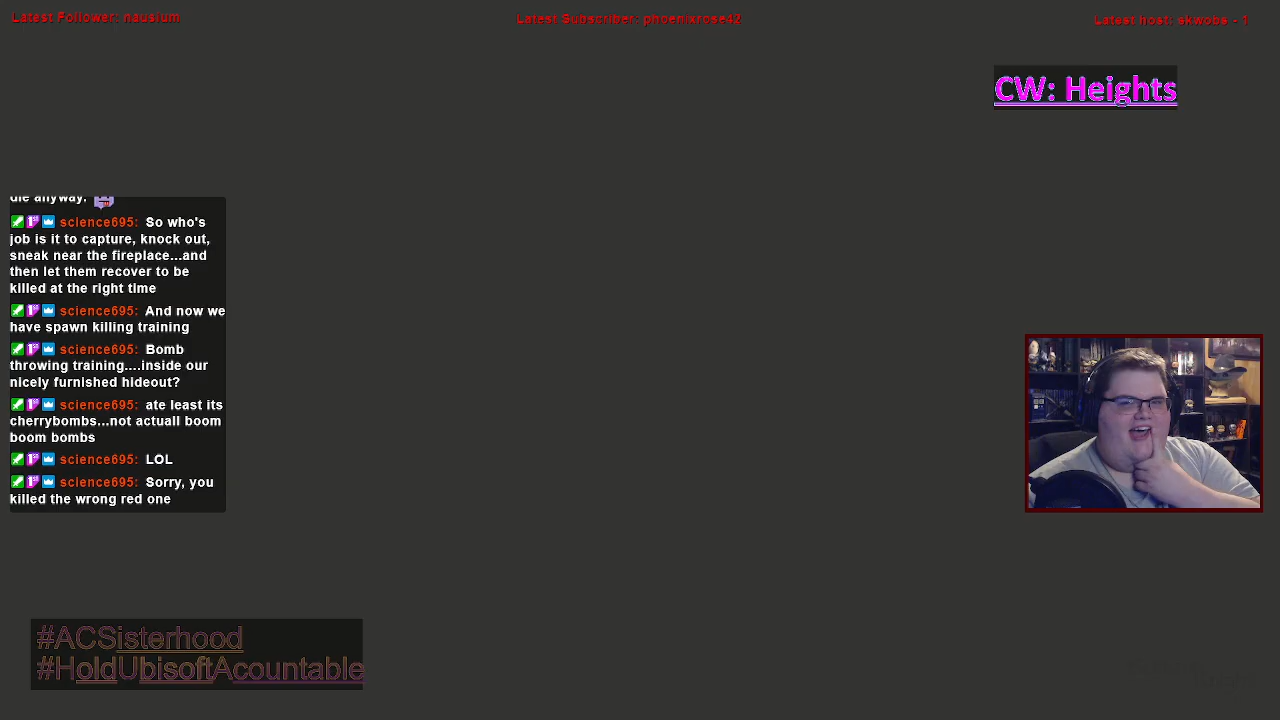 Latest Follower: nausium
Latest Subscriber: phoenixrose42
Latest host: skwobs - 1
CW: Heights
die anyway.
science695: So who's
job is it to capture, knock out,
sneak near the fireplace...and
then let them recover to be
killed at the right time
science695: And now we
have spawn killing training
science695: Bomb
throwing training....inside our
nicely furnished hideout?
science695: ate least its
cherrybombs...not actuall boom
boom bombs
science695: LOL
science695: Sorry, you
killed the wrong red one
#ACSisterhood
#HoldUbisoftAcountable